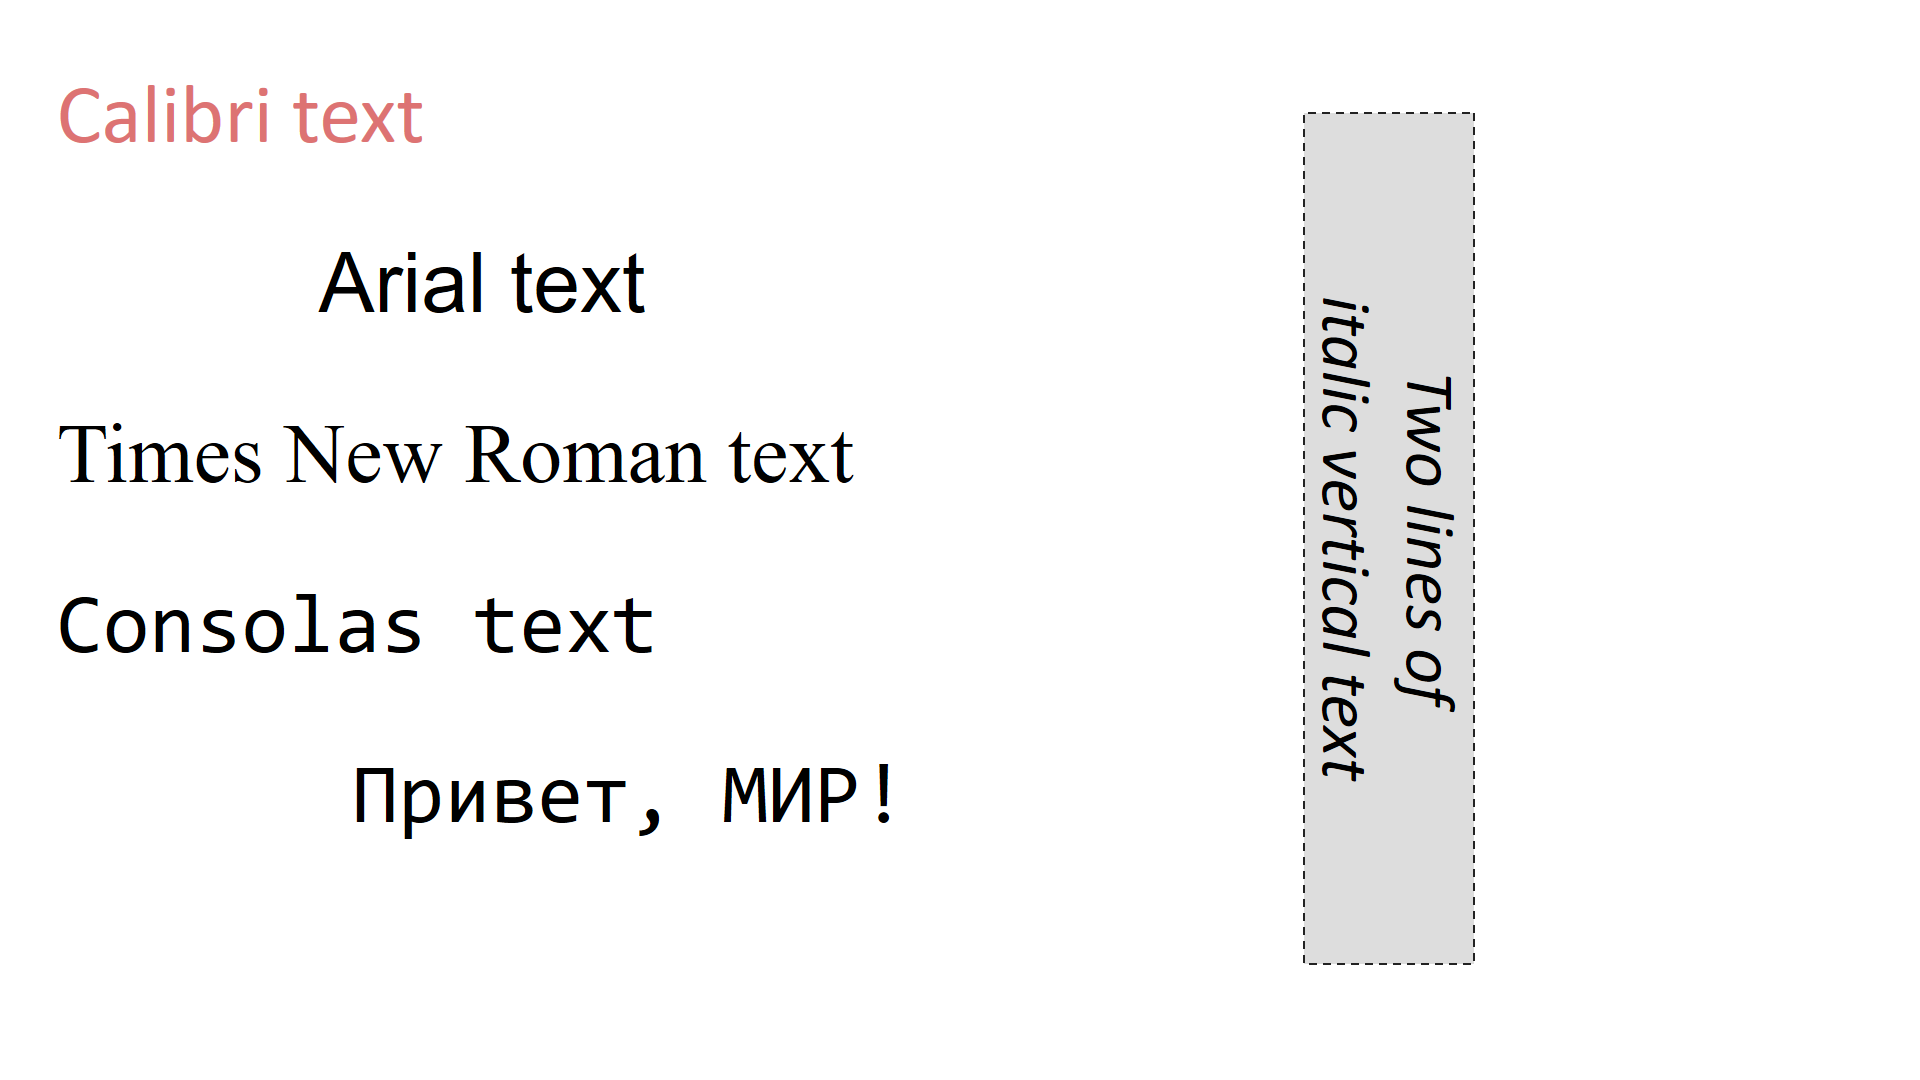 Calibri text
Arial text
Times New Roman text
Consolas text
Привет, МИР!
Two lines of
italic vertical text